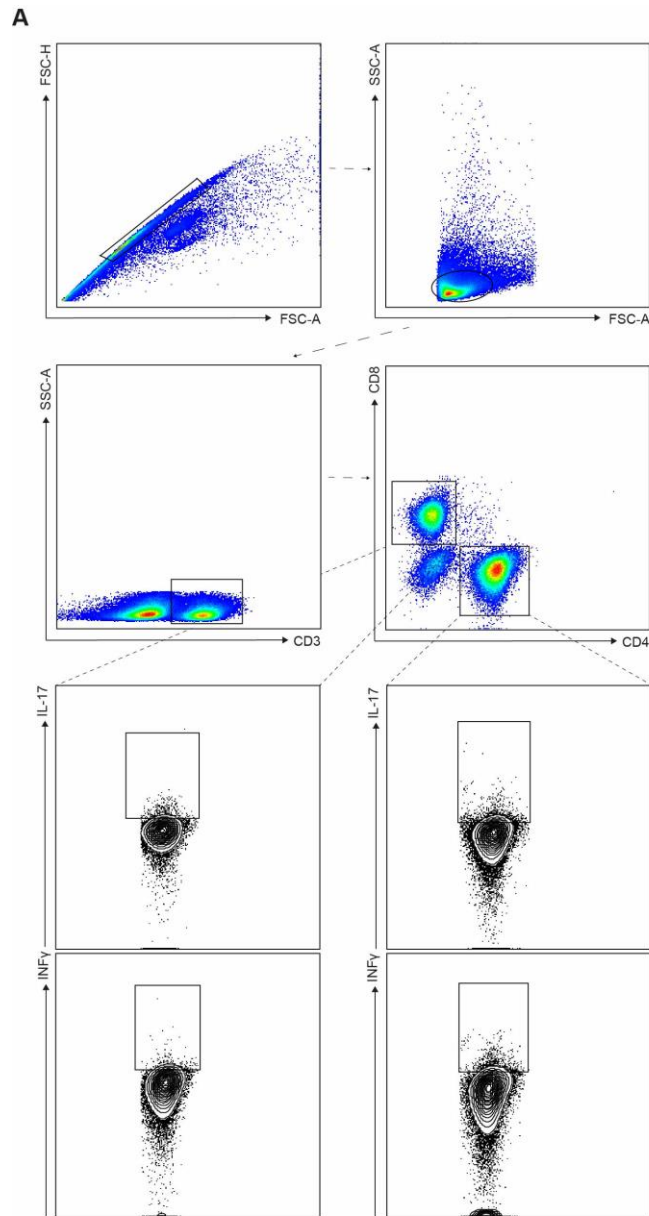 A
FSC-H
FSC-A
SSC-A
FSC-A
SSC-A
CD3
CD8
CD4
IL-17
IL-17
INFγ
INFγ